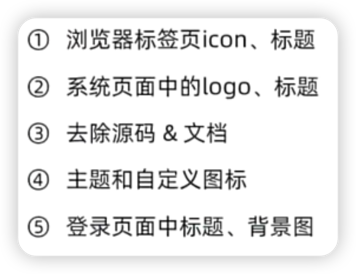 ① 浏览器标签页icon、标题
② 系统页面中的logo、标题
③ 去除源码 & 文档
④ 主题和自定义图标
⑤ 登录页面中标题、背景图